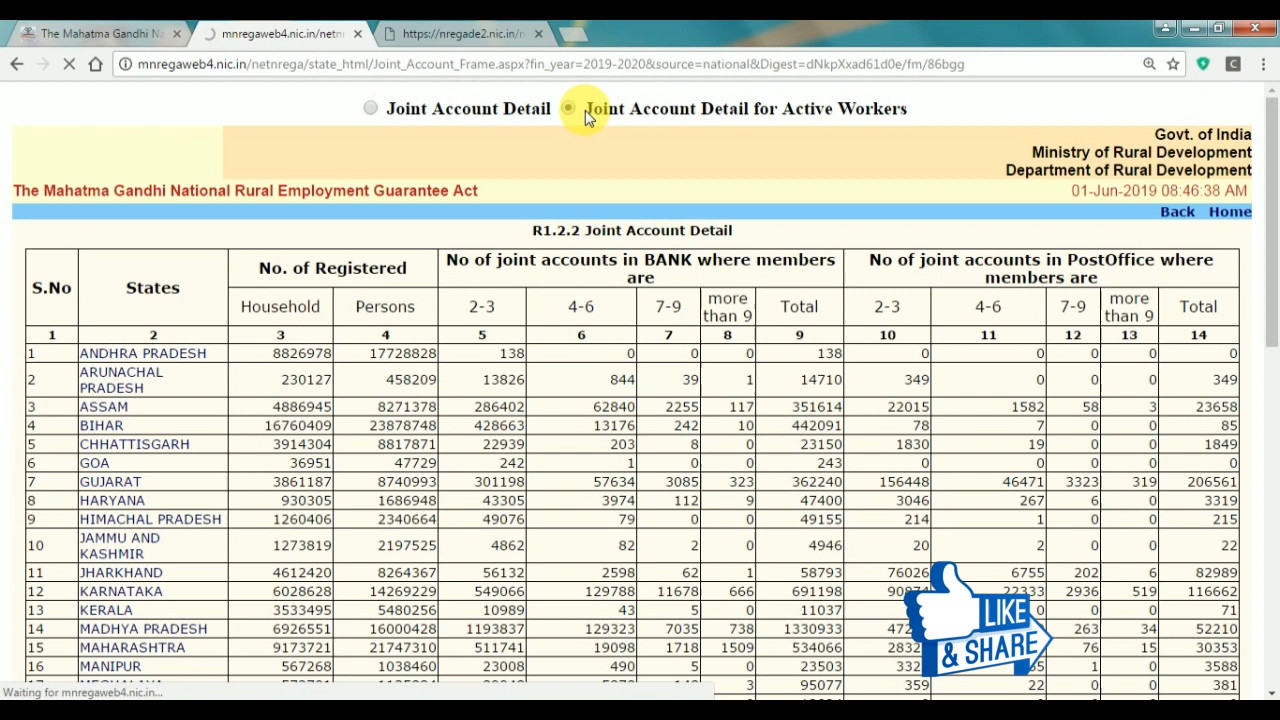 The Mahatma Gandhi Na
mnregaweb4.nic.in/netnr
https://nregade2.nic.in/n
mnregaweb4.nic.in/netnrega/state_html/Joint_Account_Frame.aspx?fin_year=2019-2020&source=national&Digest=dNkpXxad61d0e/fm/86bgg
Joint Account Detail Joint Account Detail for Active Workers
Govt. of India
Ministry of Rural Development
Department of Rural Development
The Mahatma Gandhi National Rural Employment Guarantee Act 01-Jun-2019 08:46:38 AM
Back Home
R1.2.2 Joint Account Detail
S.No States No. of Registered No of joint accounts in BANK where members are No of joint accounts in PostOffice where members are
Household Persons 2-3 4-6 7-9 more than 9 Total 2-3 4-6 7-9 more than 9 Total
1 2 3 4 5 6 7 8 9 10 11 12 13 14
1 ANDHRA PRADESH 8826978 17728828 138 0 0 0 138 0 0 0 0 0
2 ARUNACHAL PRADESH 230127 458209 13826 844 39 1 14710 349 0 0 0 349
3 ASSAM 4886945 8271378 286402 62840 2255 117 351614 22015 1582 58 3 23658
4 BIHAR 16760409 23878748 428663 13176 242 10 442091 78 7 0 0 85
5 CHHATTISGARH 3914304 8817871 22939 203 8 0 23150 1830 19 0 0 1849
6 GOA 36951 47729 242 1 0 0 243 0 0 0 0 0
7 GUJARAT 3861187 8740993 301198 57634 3085 323 362240 156448 46471 3323 319 206561
8 HARYANA 930305 1686948 43305 3974 112 9 47400 3046 267 6 0 3319
9 HIMACHAL PRADESH 1260406 2340664 49076 79 0 0 49155 214 1 0 0 215
10 JAMMU AND KASHMIR 1273819 2197525 4862 82 2 0 4946 20 2 0 0 22
11 JHARKHAND 4612420 8264367 56132 2598 62 1 58793 76026 6755 202 6 82989
12 KARNATAKA 6028628 14269229 549066 129788 11678 666 691198 2936 519 116662
13 KERALA 3533495 5480256 10989 43 5 0 11037 0 0 71
14 MADHYA PRADESH 6926551 16000428 1193837 129323 7035 738 1330933 263 34 52210
15 MAHARASHTRA 9173721 21747310 511741 19098 1718 1509 534066 76 15 30353
16 MANIPUR 567268 1038460 23008 490 5 0 23503 1 0 3588
3 95077 359 22 0 0 381
LIKE
& SHARE
Waiting for mnregaweb4.nic.in...